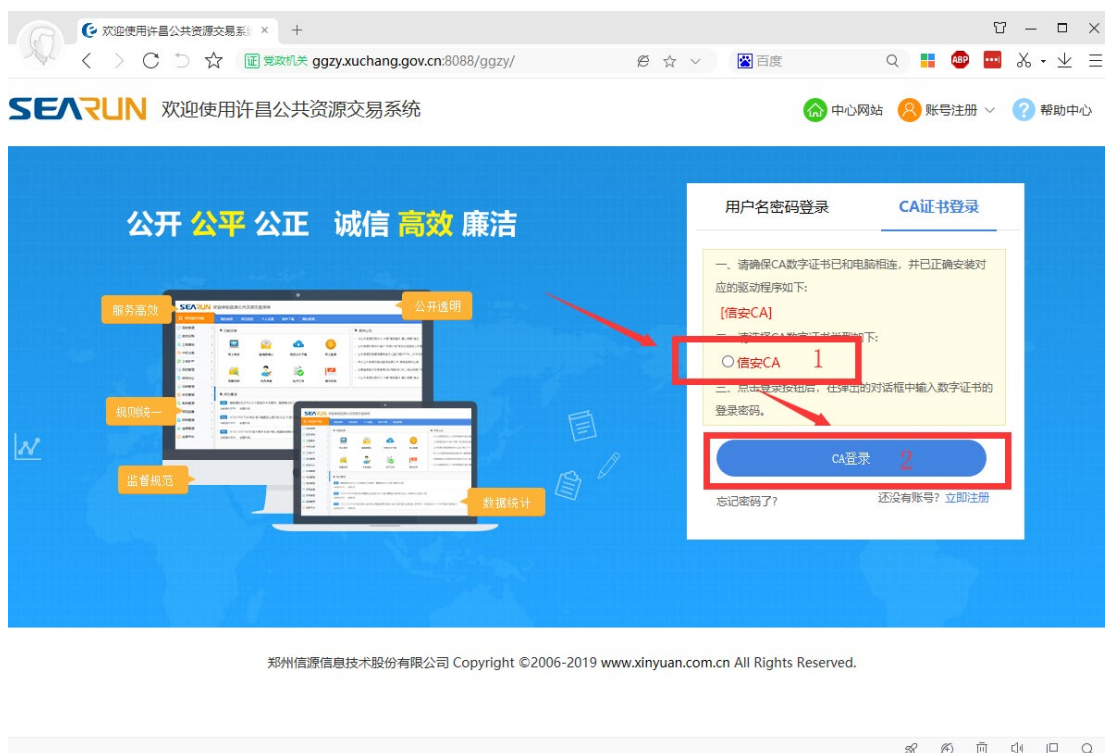 欢迎使用许昌公共资源交易系
证 党政机关 ggzy.xuchang.gov.cn:8088/ggzy/
百度
ABP
SEARUN 欢迎使用许昌公共资源交易系统
中心网站 账号注册 帮助中心
公开 公平 公正 诚信 高效 廉洁
服务高效
公开透明
规则统一
监督规范
数据统计
用户名密码登录 CA证书登录
一、请确保CA数字证书已和电脑相连,并已正确安装对
应的驱动程序如下:
[信安CA]
二、请选择CA数字证书类型如下:
信安CA 1
三、点击登录按钮后,在弹出的对话框中输入数字证书的
登录密码。
CA登录 2
忘记密码了? 还没有账号? 立即注册
郑州信源信息技术股份有限公司 Copyright ©2006-2019 www.xinyuan.com.cn All Rights Reserved.